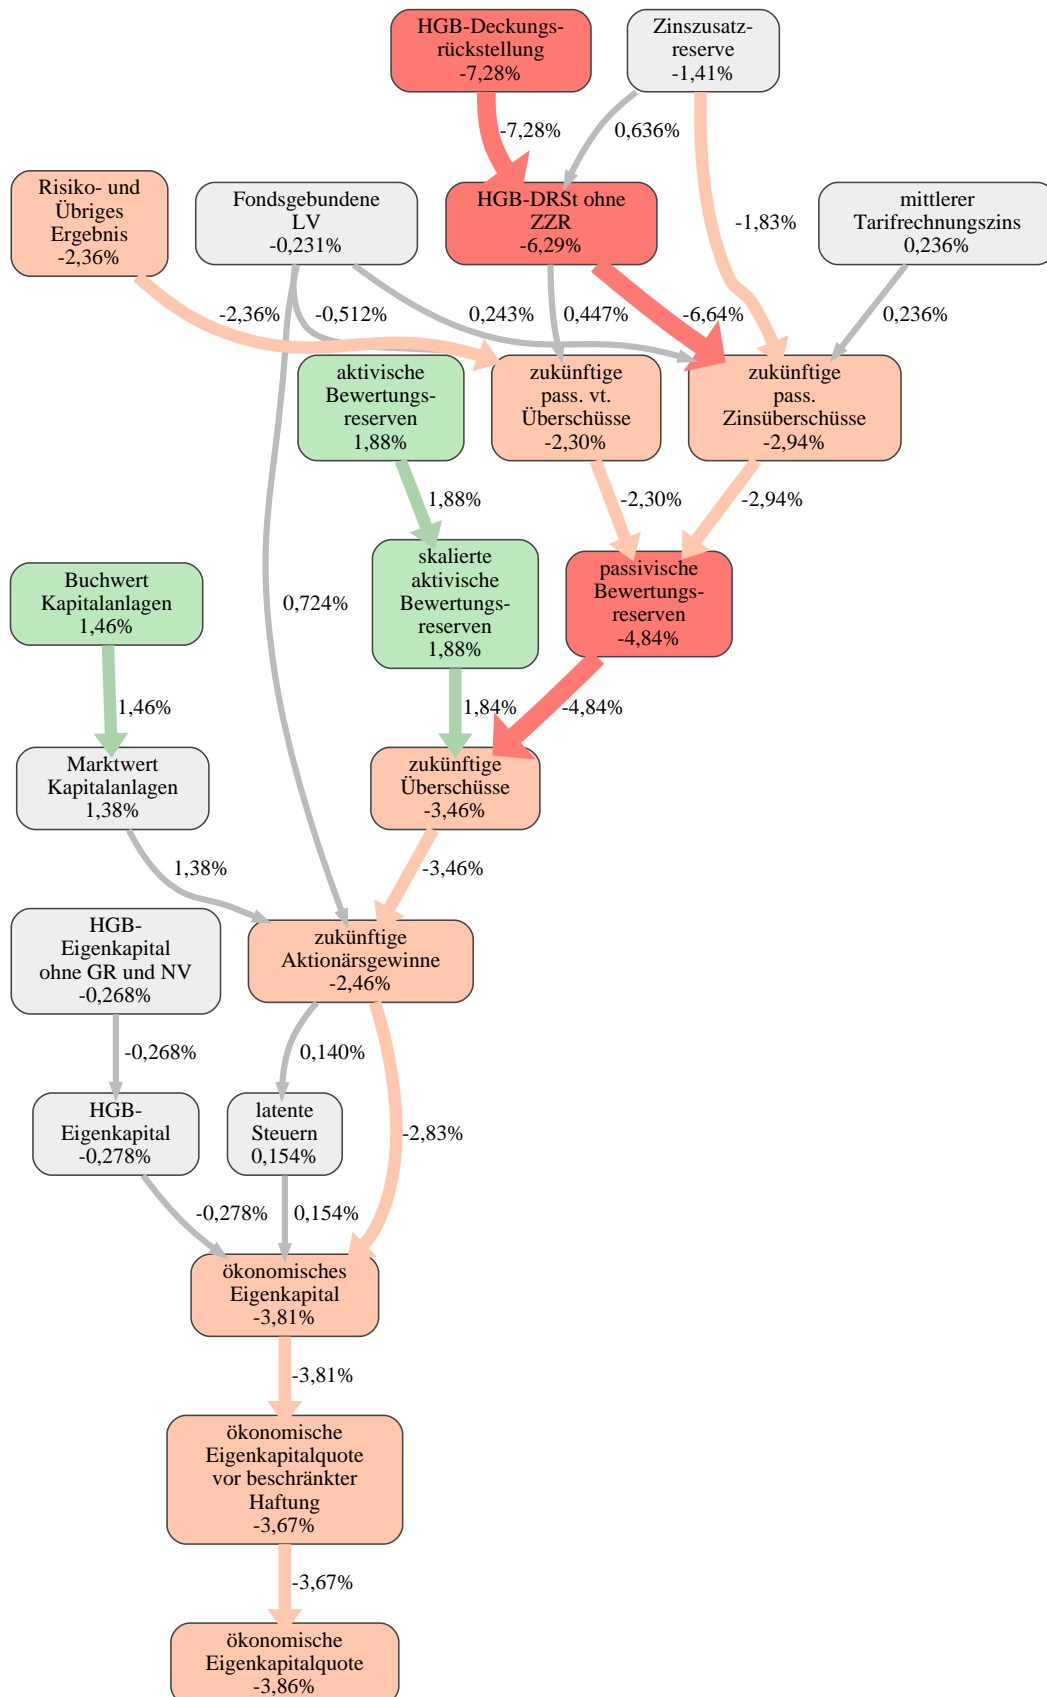 HGB-Deckungs-
rückstellung
-7,28%
Zinszusatz-
reserve
-1,41%
-7,28%
0,636%
Risiko- und
Übriges
Ergebnis
-2,36%
Fondsgebundene
LV
-0,231%
HGB-DRSt ohne
ZZR
-6,29%
-1,83%
mittlerer
Tarifrechnungszins
0,236%
-2,36%
-0,512%
0,243%
0,447%
-6,64%
0,236%
aktivische
Bewertungs-
reserven
1,88%
zukünftige
pass. vt.
Überschüsse
-2,30%
zukünftige
pass.
Zinsüberschüsse
-2,94%
1,88%
-2,30%
-2,94%
Buchwert
Kapitalanlagen
1,46%
0,724%
skalierte
aktivische
Bewertungs-
reserven
1,88%
passivische
Bewertungs-
reserven
-4,84%
1,46%
1,84%
-4,84%
Marktwert
Kapitalanlagen
1,38%
zukünftige
Überschüsse
-3,46%
1,38%
-3,46%
HGB-
Eigenkapital
ohne GR und NV
-0,268%
zukünftige
Aktionärsgewinne
-2,46%
-0,268%
0,140%
HGB-
Eigenkapital
-0,278%
latente
Steuern
0,154%
-2,83%
-0,278%
0,154%
ökonomisches
Eigenkapital
-3,81%
-3,81%
ökonomische
Eigenkapitalquote
vor beschränkter
Haftung
-3,67%
-3,67%
ökonomische
Eigenkapitalquote
-3,86%